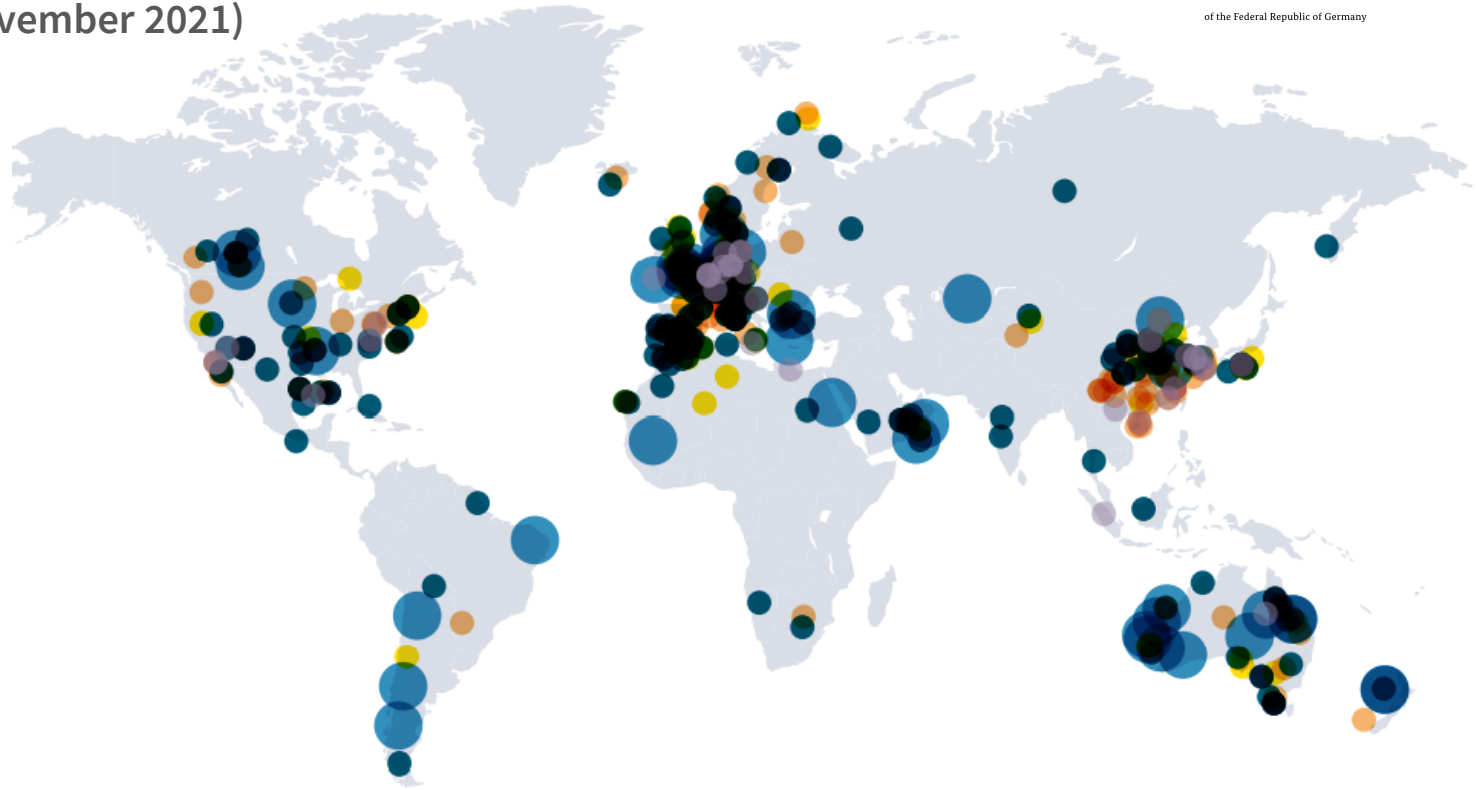 vember 2021)
of the Federal Republic of Germany